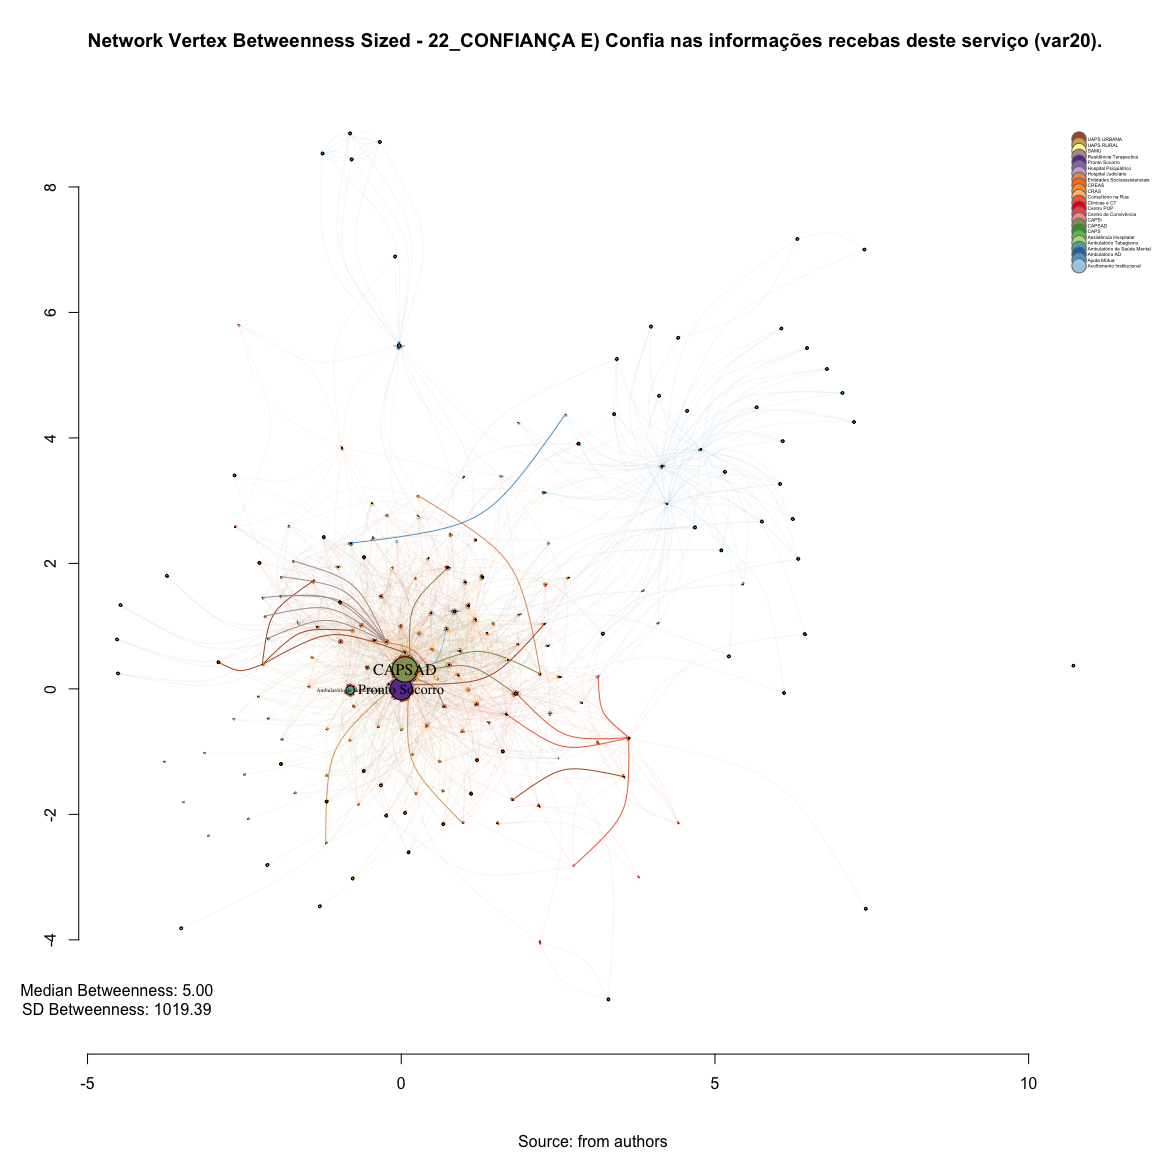 Network Vertex Betweenness Sized - 22_CONFIANÇA E) Confia nas informações recebas deste serviço (var20).
UAPS URBANA
UAPS RURAL
SAMU
Residência Terapeutica
Pronto Socorro
Hospital Psiquiátrico
Hospital Judiciário
Entidades Socioassistenciais
CREAS
CRAS
Consultório na Rua
Clínicas e CT
Centro POP
Centro de Convivência
CAPSI
CAPSAD
CAPS
Assistência Hospitalar
Ambulatório Tabagismo
Ambulatório de Saúde Mental
Ambulatório AD
Ajuda Mútua
Acolhimento Institucional
8
6
4
2
0
-2
-4
CAPSAD
Pronto Socorro
Median Betweenness: 5.00
SD Betweenness: 1019.39
-5
0
5
10
Source: from authors